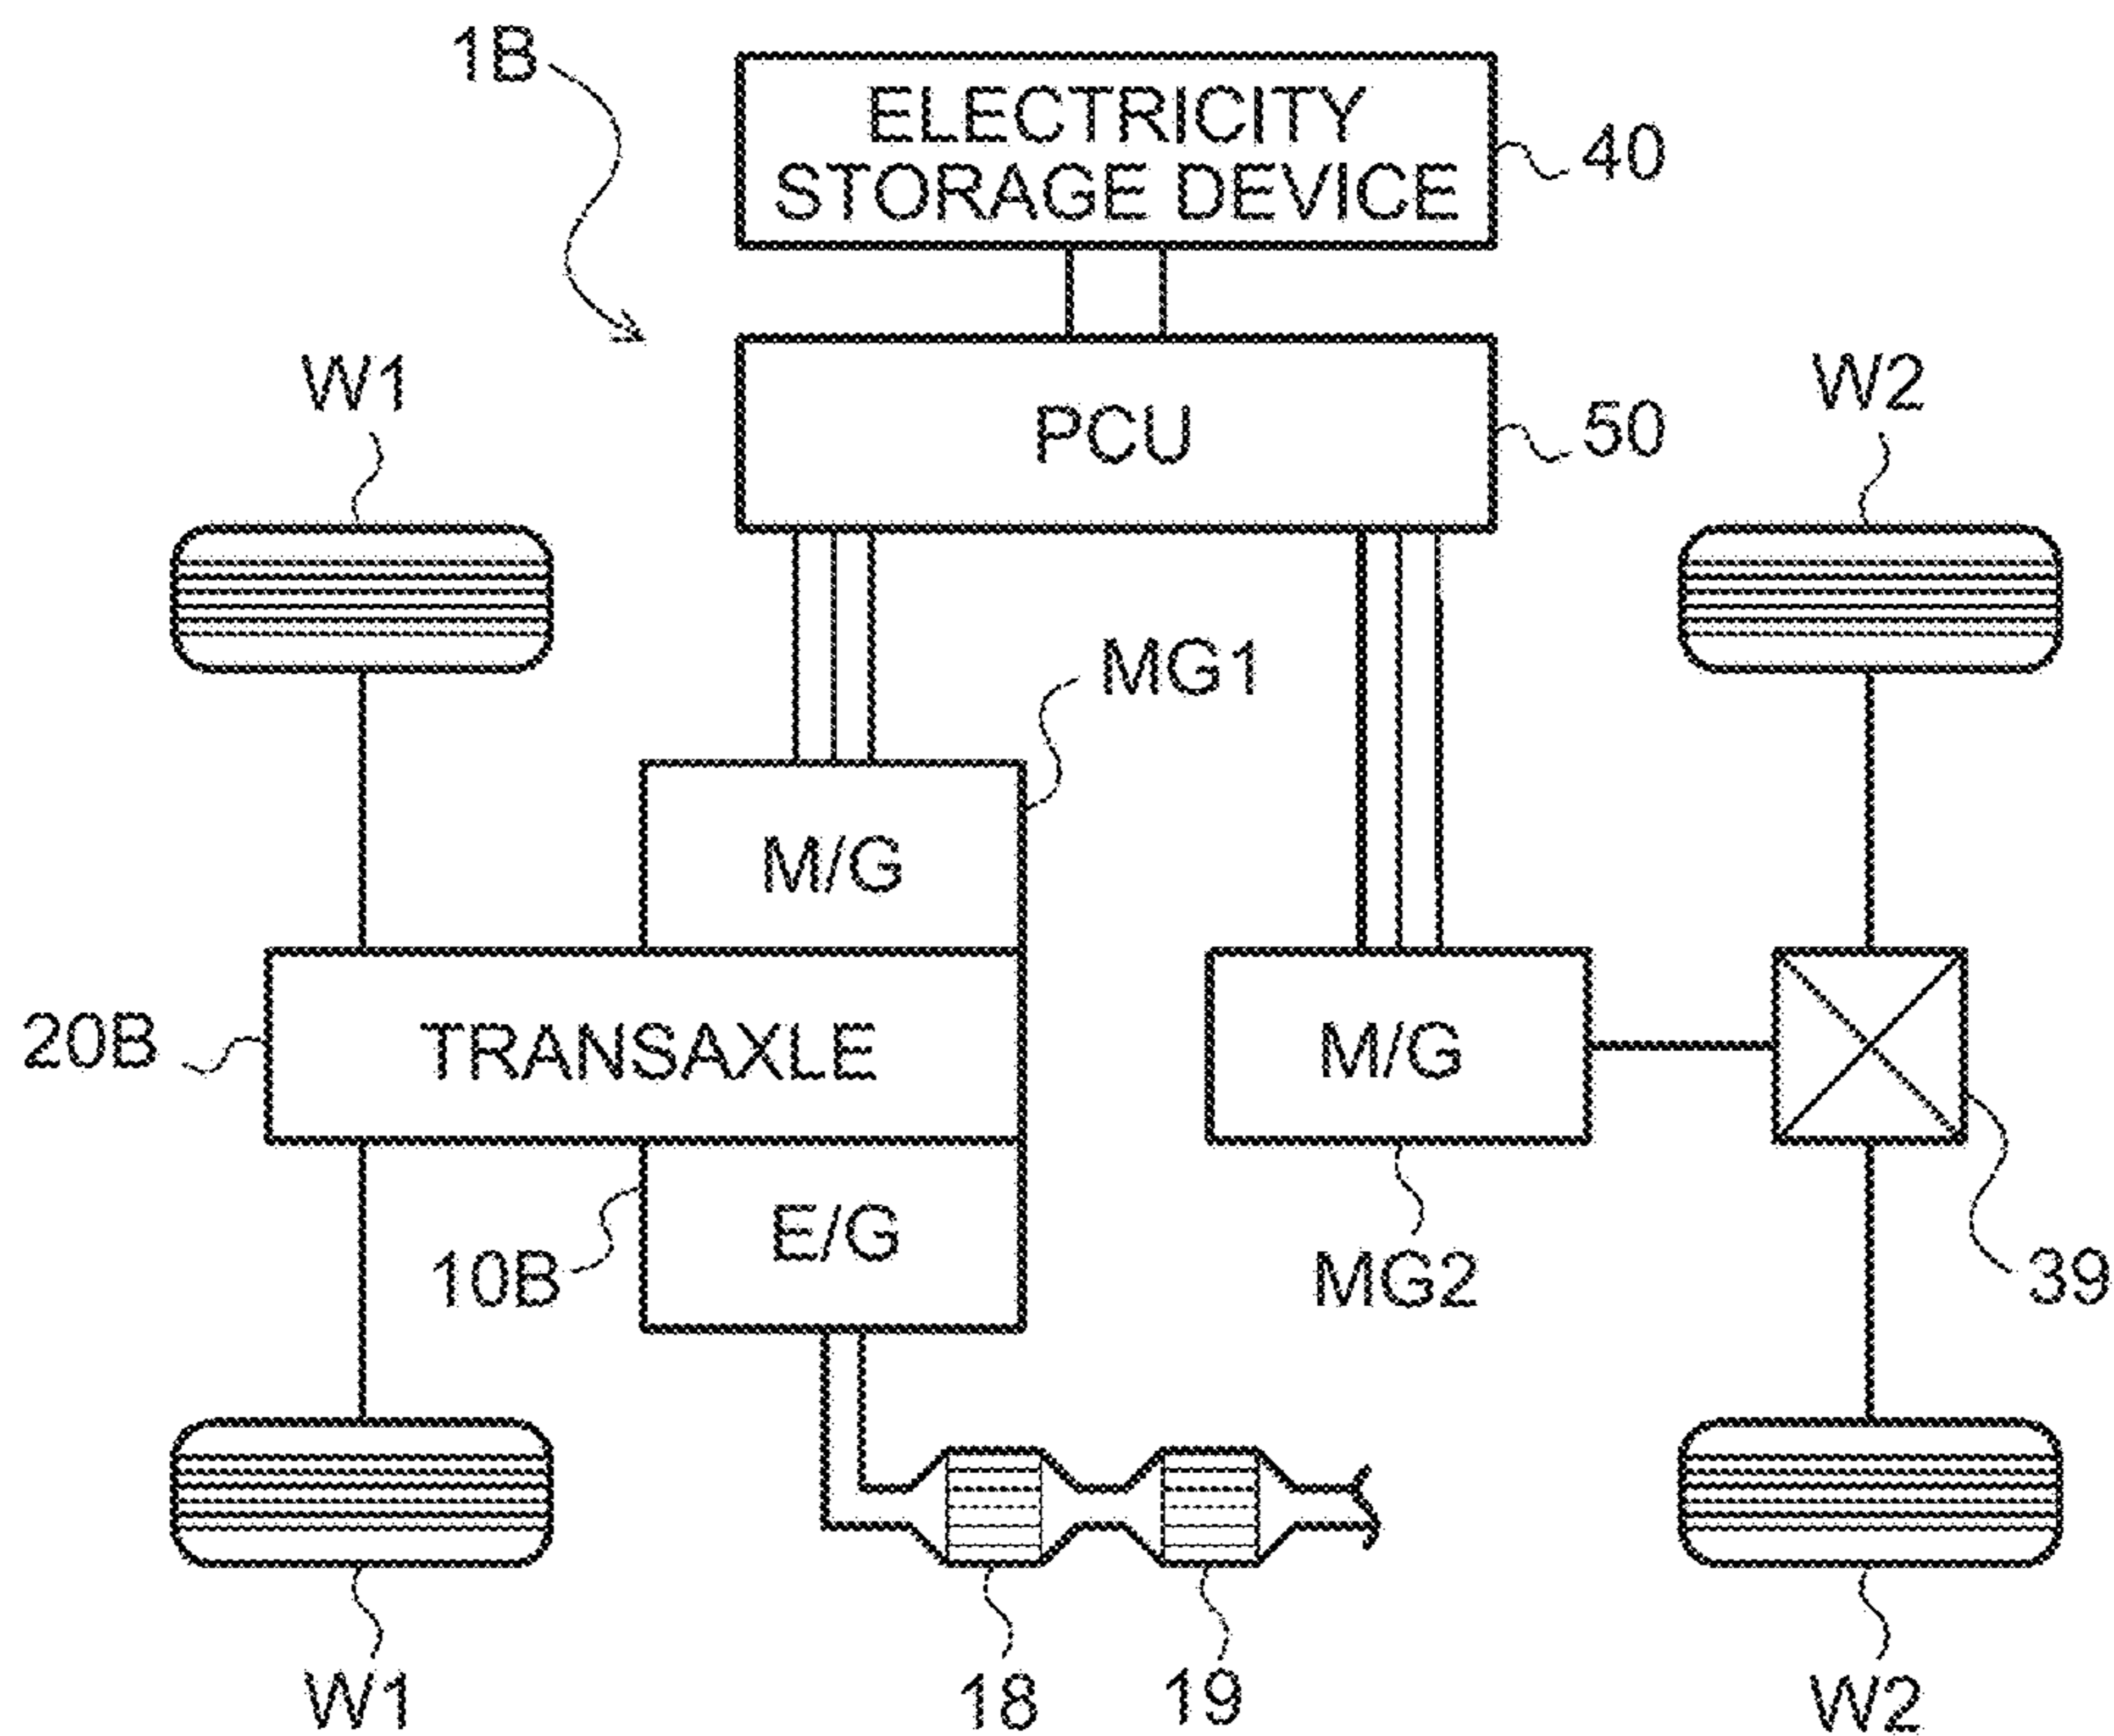 1B
ELECTRICITY
STORAGE DEVICE
40
W1
PCU
50
W2
MG1
M/G
20B
TRANSAXLE
M/G
10B
E/G
MG2
39
W1
18
19
W2